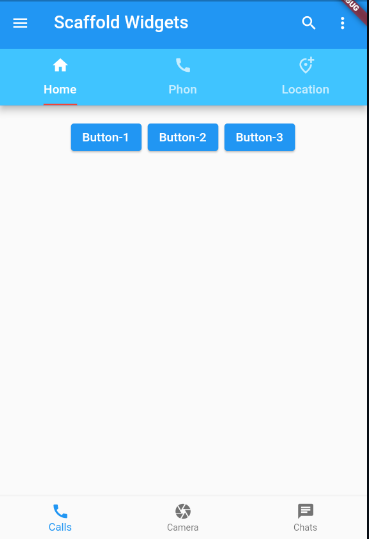 Scaffold Widgets
Home Phon Location
Button-1 Button-2 Button-3
Calls Camera Chats